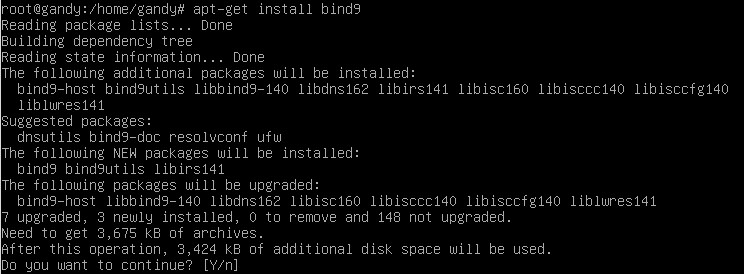 root@gandy:/home/gandy# apt-get install bind9
Reading package lists... Done
Building dependency tree
Reading state information... Done
The following additional packages will be installed:
  bind9-host bind9utils libbind9-140 libdns162 libirs141 libisc160 libisccc140 libisccfg140
  liblwres141
Suggested packages:
  dnsutils bind9-doc resolvconf ufw
The following NEW packages will be installed:
  bind9 bind9utils libirs141
The following packages will be upgraded:
  bind9-host libbind9-140 libdns162 libisc160 libisccc140 libisccfg140 liblwres141
7 upgraded, 3 newly installed, 0 to remove and 148 not upgraded.
Need to get 3,675 kB of archives.
After this operation, 3,424 kB of additional disk space will be used.
Do you want to continue? [Y/n]